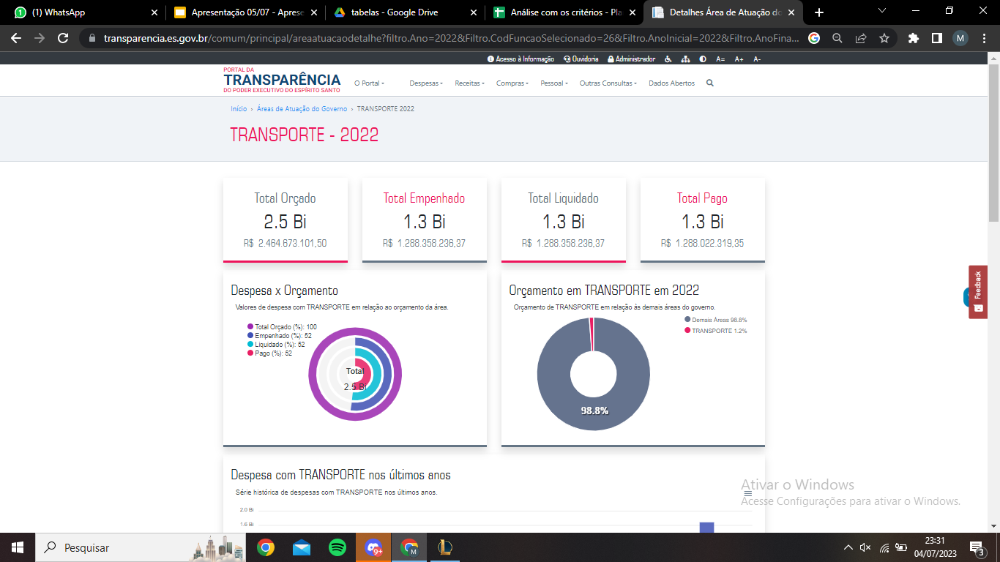 (1) WhatsApp
Apresentação 05/07 - Aprese
tabelas - Google Drive
Análise com os critérios - Pla
Detalhes Área de Atuação do
transparencia.es.gov.br/comum/principal/areaatuacaodetalhe?filtro.Ano=2022&Filtro.CodFuncaoSelecionado=26&Filtro.AnoInicial=2022&Filtro.AnoFina...
M
Acesso à Informação Ouvidoria Administrador A= A+ A-
PORTAL DA
TRANSPARÊNCIA
DO PODER EXECUTIVO DO ESPÍRITO SANTO
O Portal Despesas Receitas Compras Pessoal Outras Consultas Dados Abertos
Início › Áreas de Atuação do Governo › TRANSPORTE 2022
TRANSPORTE - 2022
Total Orçado
2.5 Bi
R$ 2.464.673.101,50
Total Empenhado
1.3 Bi
R$ 1.288.358.236,37
Total Liquidado
1.3 Bi
R$ 1.288.358.236,37
Total Pago
1.3 Bi
R$ 1.288.022.319,35
Feedback
Despesa x Orçamento
Valores de despesa com TRANSPORTE em relação ao orçamento da área.
Total Orçado (%): 100
Empenhado (%): 52
Liquidado (%): 52
Pago (%): 52
Total
2.5 Bi
Orçamento em TRANSPORTE em 2022
Orçamento de TRANSPORTE em relação às demais áreas do governo.
Demais Áreas 98.8%
TRANSPORTE 1.2%
98.8%
Despesa com TRANSPORTE nos últimos anos
Série histórica de despesas com TRANSPORTE nos últimos anos.
2.0 Bi
1.6 Bi
Ativar o Windows
Acesse Configurações para ativar o Windows.
Pesquisar
9+
M
L
23:31
04/07/2023
3